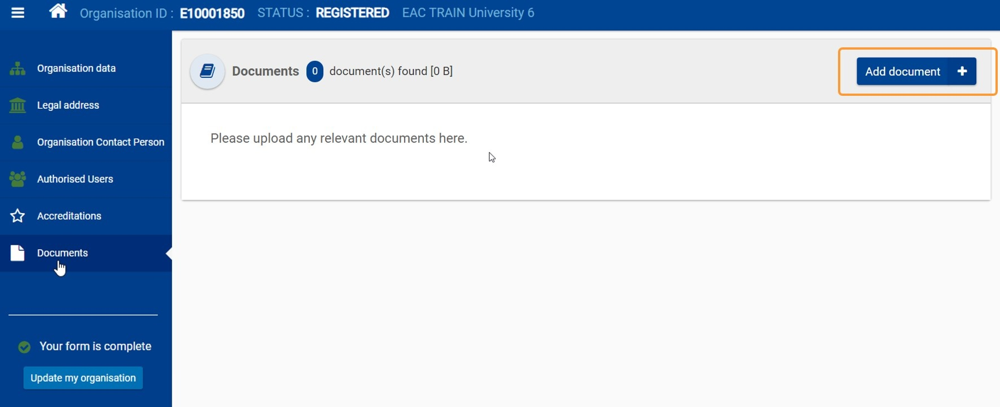 Organisation ID : E10001850 STATUS : REGISTERED EAC TRAIN University 6
Organisation data
Legal address
Organisation Contact Person
Authorised Users
Accreditations
Documents
Your form is complete
Update my organisation
Documents 0 document(s) found [0 B]
Add document +
Please upload any relevant documents here.